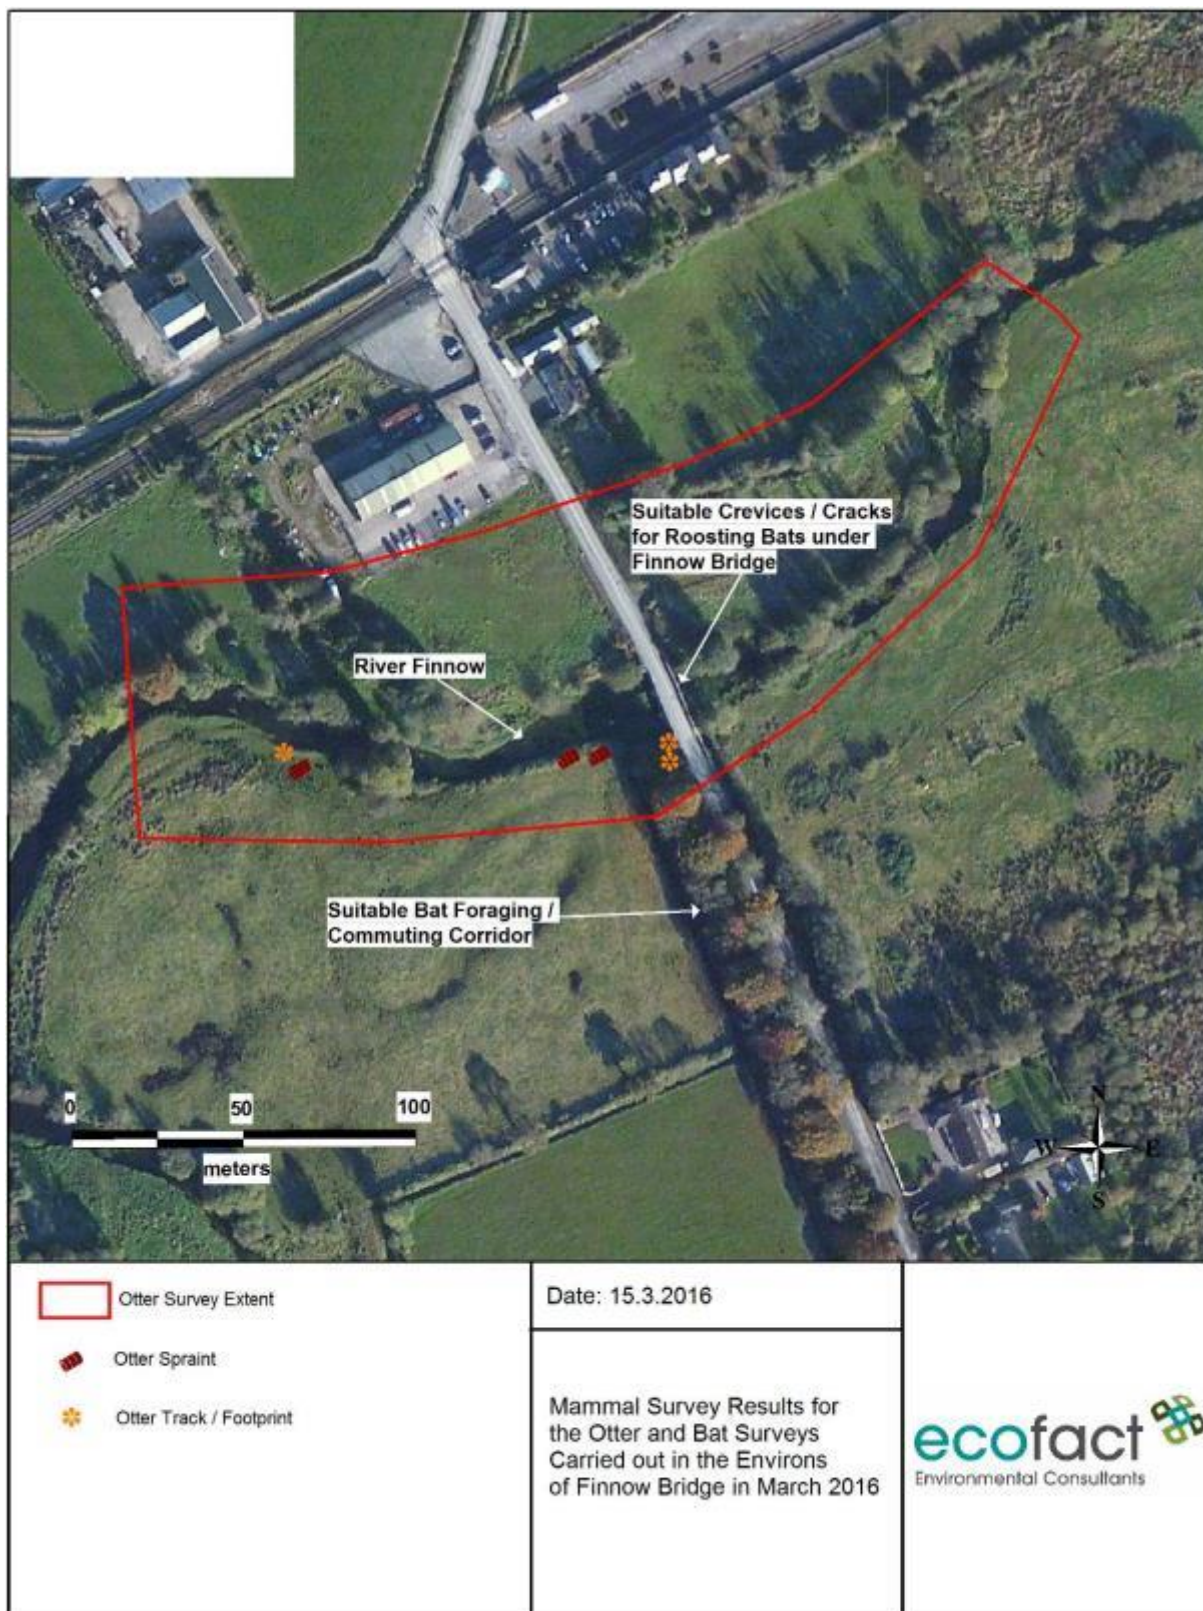 Suitable Crevices / Cracks
for Roosting Bats under
Finnow Bridge
River Finnow
Suitable Bat Foraging /
Commuting Corridor
0 50 100
meters
N
W E
S
Otter Survey Extent
Otter Spraint
Otter Track / Footprint
Date: 15.3.2016
Mammal Survey Results for
the Otter and Bat Surveys
Carried out in the Environs
of Finnow Bridge in March 2016
ecofact
Environmental Consultants